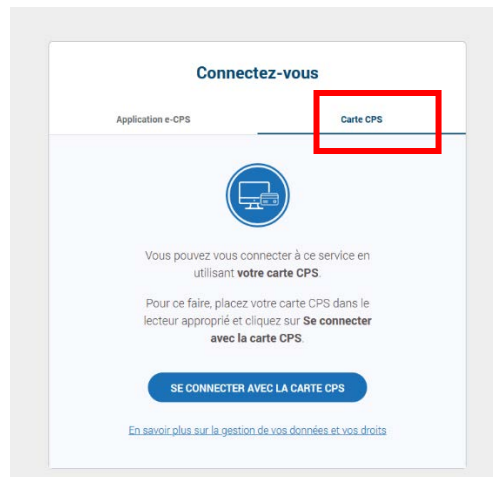 Connectez-vous
Application e-CPS
Carte CPS
Vous pouvez vous connecter à ce service en
utilisant votre carte CPS.
Pour ce faire, placez votre carte CPS dans le
lecteur approprié et cliquez sur Se connecter
avec la carte CPS.
SE CONNECTER AVEC LA CARTE CPS
En savoir plus sur la gestion de vos données et vos droits